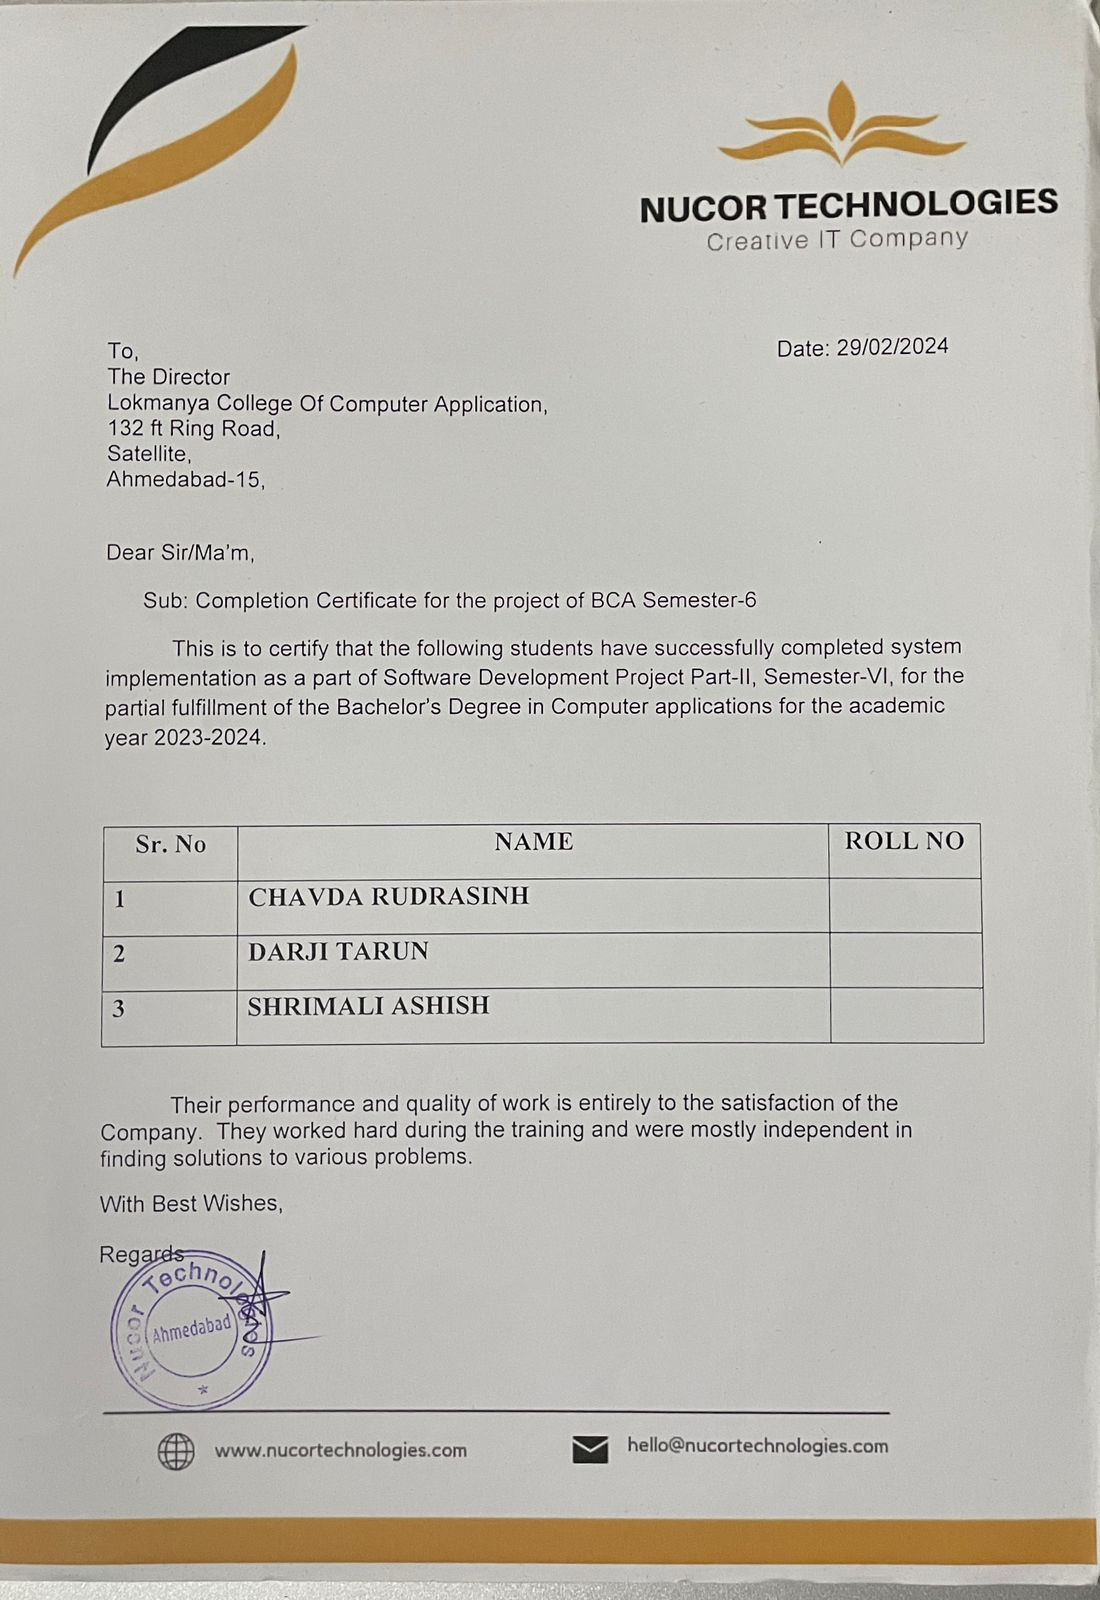 NUCOR TECHNOLOGIES
Creative IT Company
Date: 29/02/2024
To,
The Director
Lokmanya College Of Computer Application,
132 ft Ring Road,
Satellite,
Ahmedabad-15,
Dear Sir/Ma'm,
Sub: Completion Certificate for the project of BCA Semester-6
This is to certify that the following students have successfully completed system
implementation as a part of Software Development Project Part-II, Semester-VI, for the
partial fulfillment of the Bachelor's Degree in Computer applications for the academic
year 2023-2024.
Sr. No NAME ROLL NO
1 CHAVDA RUDRASINH
2 DARJI TARUN
3 SHRIMALI ASHISH
Their performance and quality of work is entirely to the satisfaction of the
Company. They worked hard during the training and were mostly independent in
finding solutions to various problems.
With Best Wishes,
Regards
Nucor Technologies
Ahmedabad
www.nucortechnologies.com
hello@nucortechnologies.com